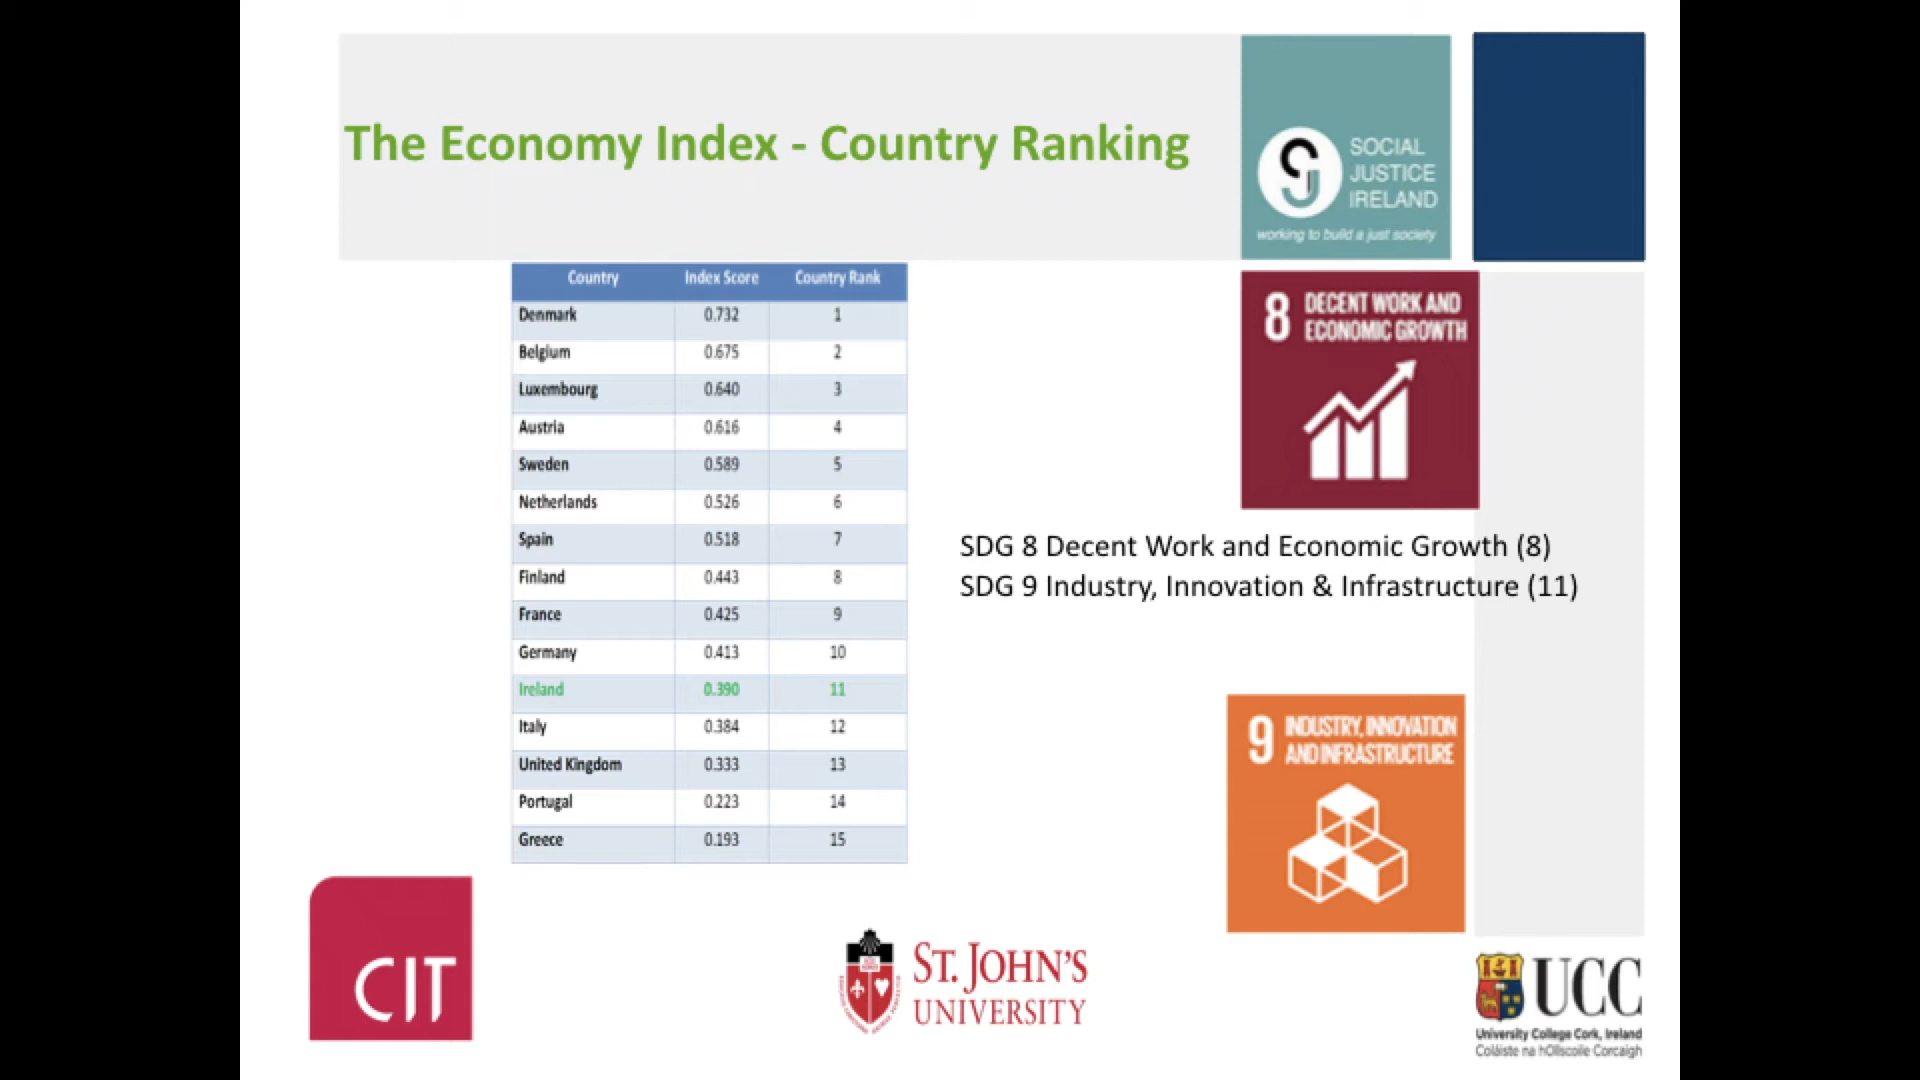 The Economy Index - Country Ranking
SOCIAL
JUSTICE
IRELAND
working to build a just society
Country Index Score Country Rank
Denmark 0.732 1
Belgium 0.675 2
Luxembourg 0.640 3
Austria 0.616 4
Sweden 0.589 5
Netherlands 0.526 6
Spain 0.518 7
Finland 0.443 8
France 0.425 9
Germany 0.413 10
Ireland 0.390 11
Italy 0.384 12
United Kingdom 0.333 13
Portugal 0.223 14
Greece 0.193 15
8 DECENT WORK AND
ECONOMIC GROWTH
SDG 8 Decent Work and Economic Growth (8)
SDG 9 Industry, Innovation & Infrastructure (11)
9 INDUSTRY, INNOVATION
AND INFRASTRUCTURE
CIT
ST. JOHN'S
UNIVERSITY
UCC
University College Cork, Ireland
Coláiste na hOllscoile Corcaigh